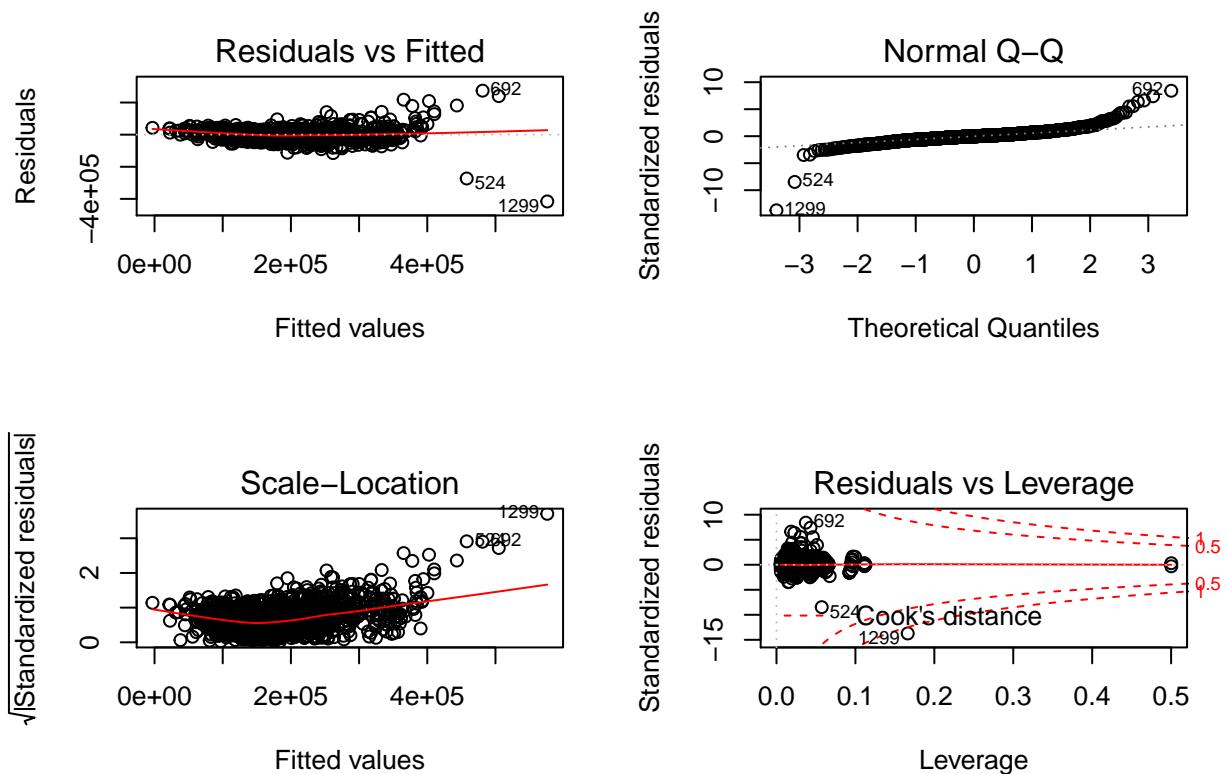 Residuals vs Fitted
Residuals
−4e+05
0e+00 2e+05 4e+05
Fitted values
692
524
1299
Normal Q−Q
Standardized residuals
−10 0 10
−3 −2 −1 0 1 2 3
Theoretical Quantiles
692
524
1299
Scale−Location
√|Standardized residuals|
0 2
0e+00 2e+05 4e+05
Fitted values
1299
524
692
Residuals vs Leverage
Standardized residuals
−15 0 10
0.0 0.1 0.2 0.3 0.4 0.5
Leverage
692
524
1299
Cook's distance
1
0.5
0.5
1